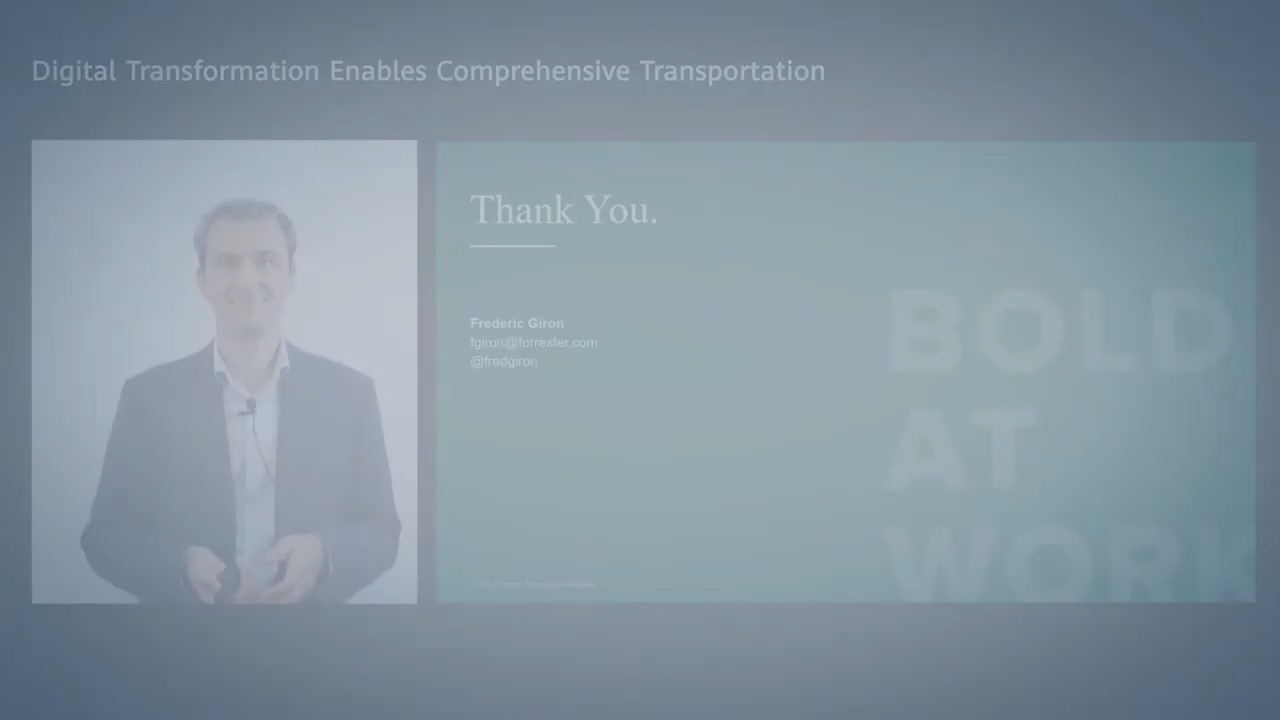 Digital Transformation Enables Comprehensive Transportation
Thank You.
Frederic Giron
fgiron@forrester.com
@fredgiron
BOLD
AT
WORK